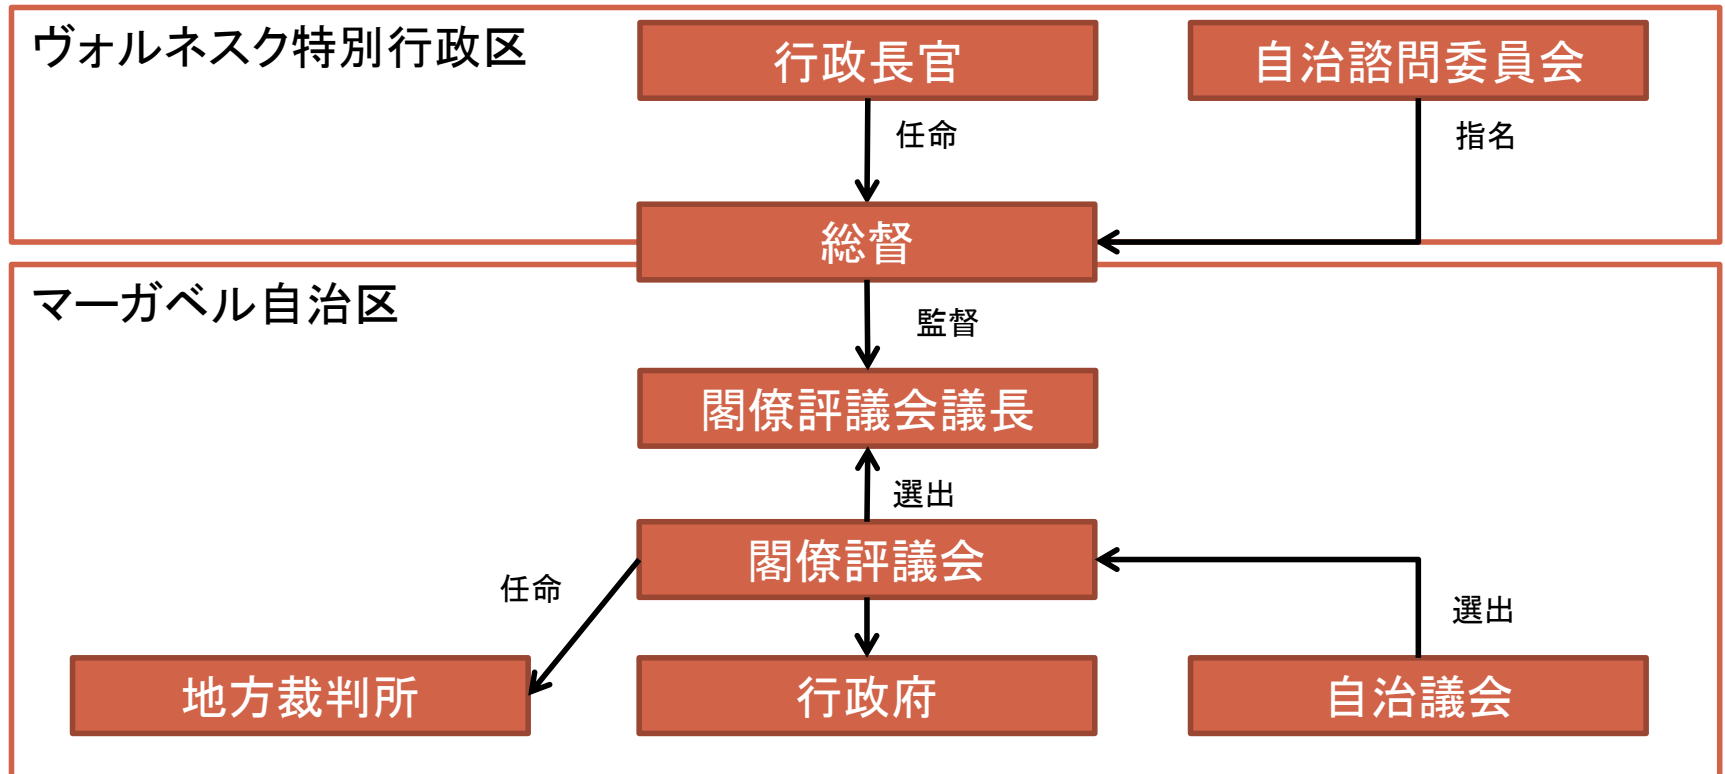 ヴォルネスク特別行政区
行政長官
自治諮問委員会
任命
指名
総督
マーガベル自治区
監督
閣僚評議会議長
選出
閣僚評議会
任命
選出
地方裁判所
行政府
自治議会